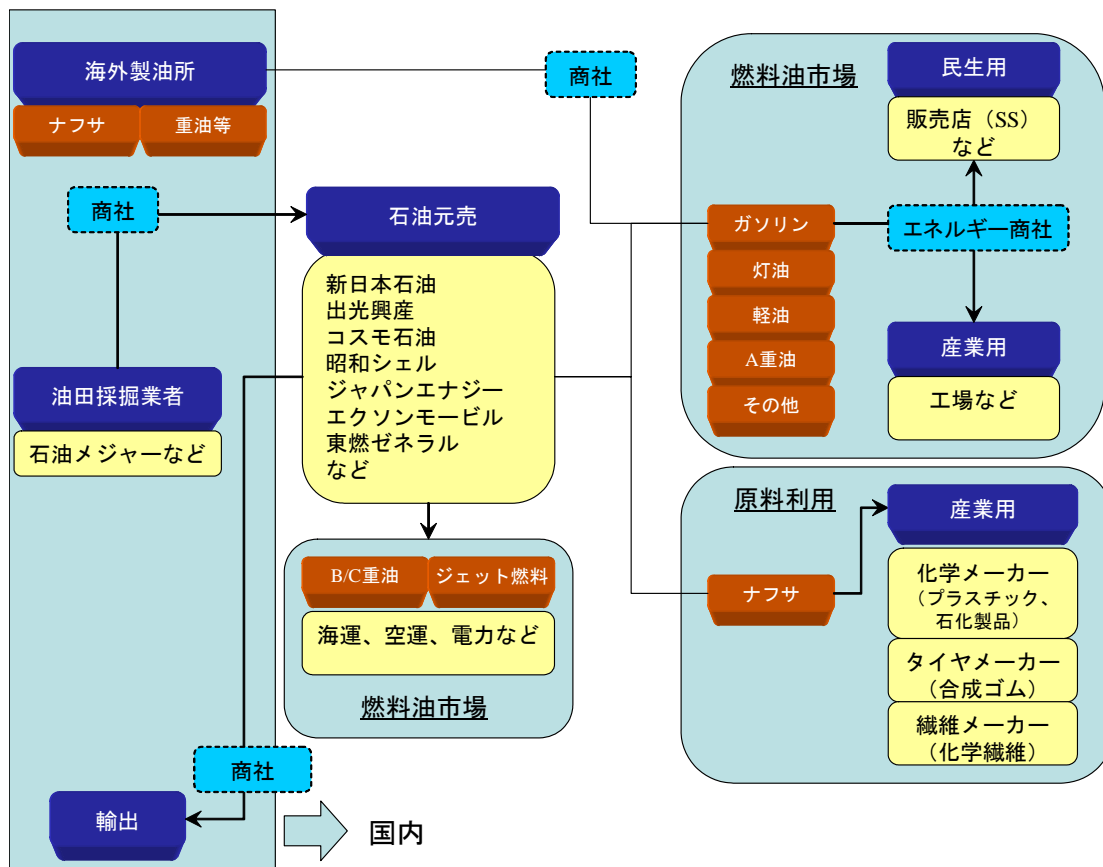 海外製油所
ナフサ
重油等
商社
油田採掘業者
石油メジャーなど
商社
輸出
商社
石油元売
新日本石油
出光興産
コスモ石油
昭和シェル
ジャパンエナジー
エクソンモービル
東燃ゼネラル
など
B/C重油
ジェット燃料
海運、空運、電力など
燃料油市場
国内
燃料油市場
民生用
販売店（SS）
など
ガソリン
灯油
軽油
A重油
その他
エネルギー商社
産業用
工場など
原料利用
ナフサ
産業用
化学メーカー
（プラスチック、
石化製品）
タイヤメーカー
（合成ゴム）
繊維メーカー
（化学繊維）